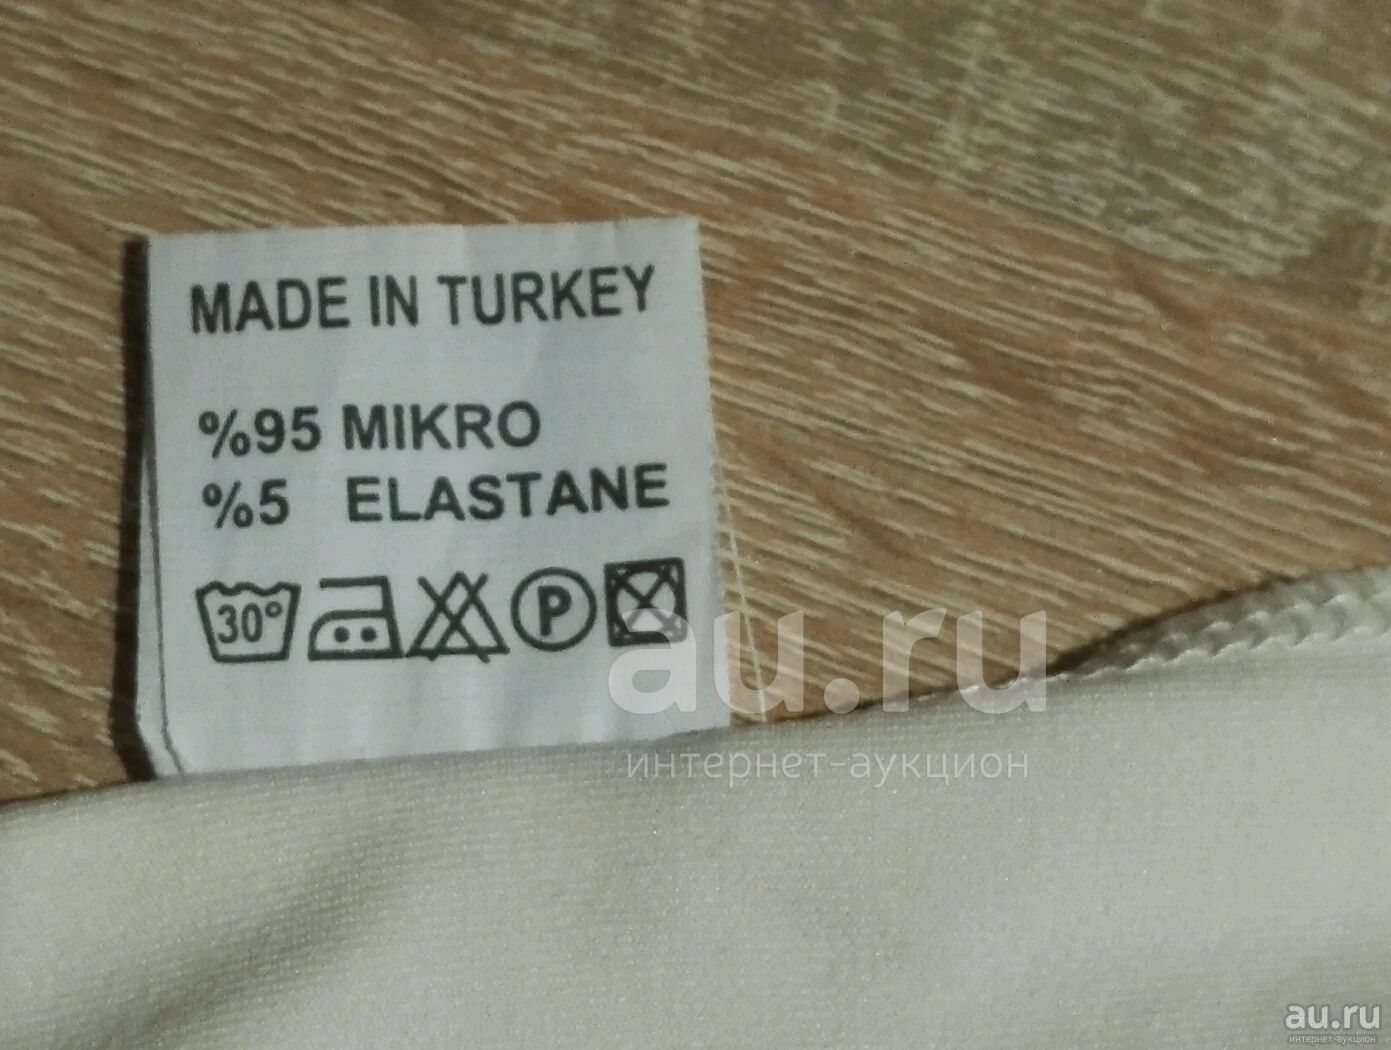 MADE IN TURKEY
%95 MIKRO
%5 ELASTANE
30° P
au.ru
интернет-аукцион
au.ru
интернет-аукцион